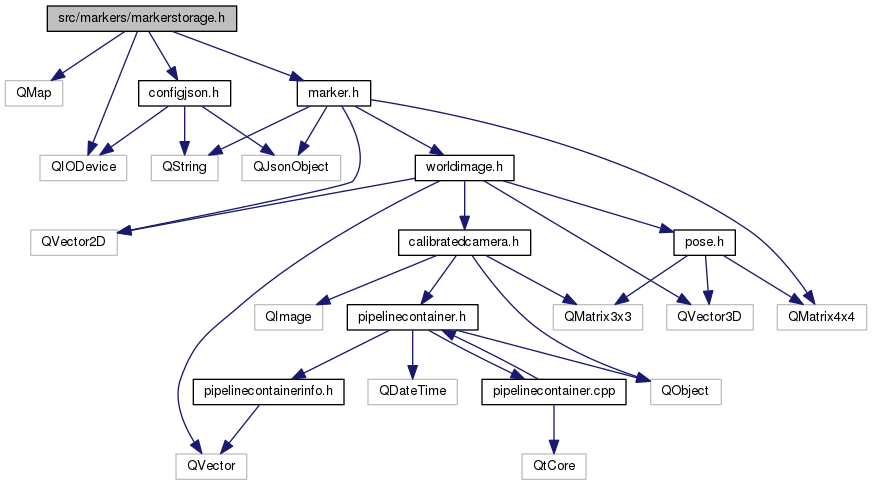 src/markers/markerstorage.h
QMap
configjson.h
marker.h
QIODevice
QString
QJsonObject
worldimage.h
QVector2D
calibratedcamera.h
pose.h
QImage
pipelinecontainer.h
QMatrix3x3
QVector3D
QMatrix4x4
pipelinecontainerinfo.h
QDateTime
pipelinecontainer.cpp
QObject
QVector
QtCore